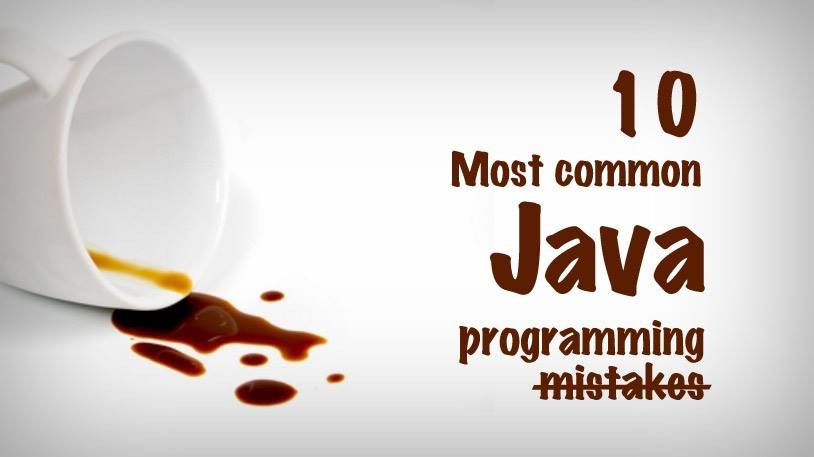 10
Most common
Java
programming
mistakes